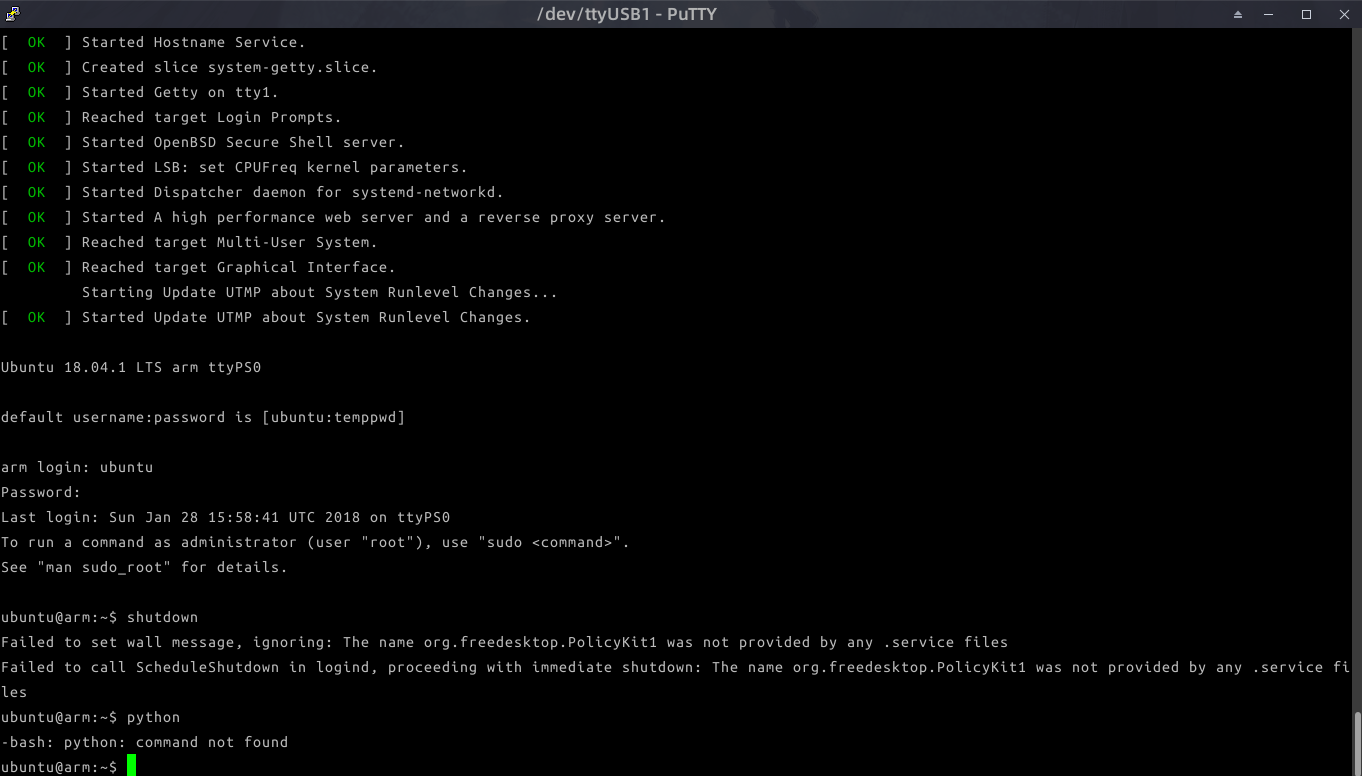 /dev/ttyUSB1 - PuTTY
[  OK  ] Started Hostname Service.
[  OK  ] Created slice system-getty.slice.
[  OK  ] Started Getty on tty1.
[  OK  ] Reached target Login Prompts.
[  OK  ] Started OpenBSD Secure Shell server.
[  OK  ] Started LSB: set CPUFreq kernel parameters.
[  OK  ] Started Dispatcher daemon for systemd-networkd.
[  OK  ] Started A high performance web server and a reverse proxy server.
[  OK  ] Reached target Multi-User System.
[  OK  ] Reached target Graphical Interface.
         Starting Update UTMP about System Runlevel Changes...
[  OK  ] Started Update UTMP about System Runlevel Changes.
Ubuntu 18.04.1 LTS arm ttyPS0
default username:password is [ubuntu:temppwd]
arm login: ubuntu
Password:
Last login: Sun Jan 28 15:58:41 UTC 2018 on ttyPS0
To run a command as administrator (user "root"), use "sudo <command>".
See "man sudo_root" for details.
ubuntu@arm:~$ shutdown
Failed to set wall message, ignoring: The name org.freedesktop.PolicyKit1 was not provided by any .service files
Failed to call ScheduleShutdown in logind, proceeding with immediate shutdown: The name org.freedesktop.PolicyKit1 was not provided by any .service fi
les
ubuntu@arm:~$ python
-bash: python: command not found
ubuntu@arm:~$